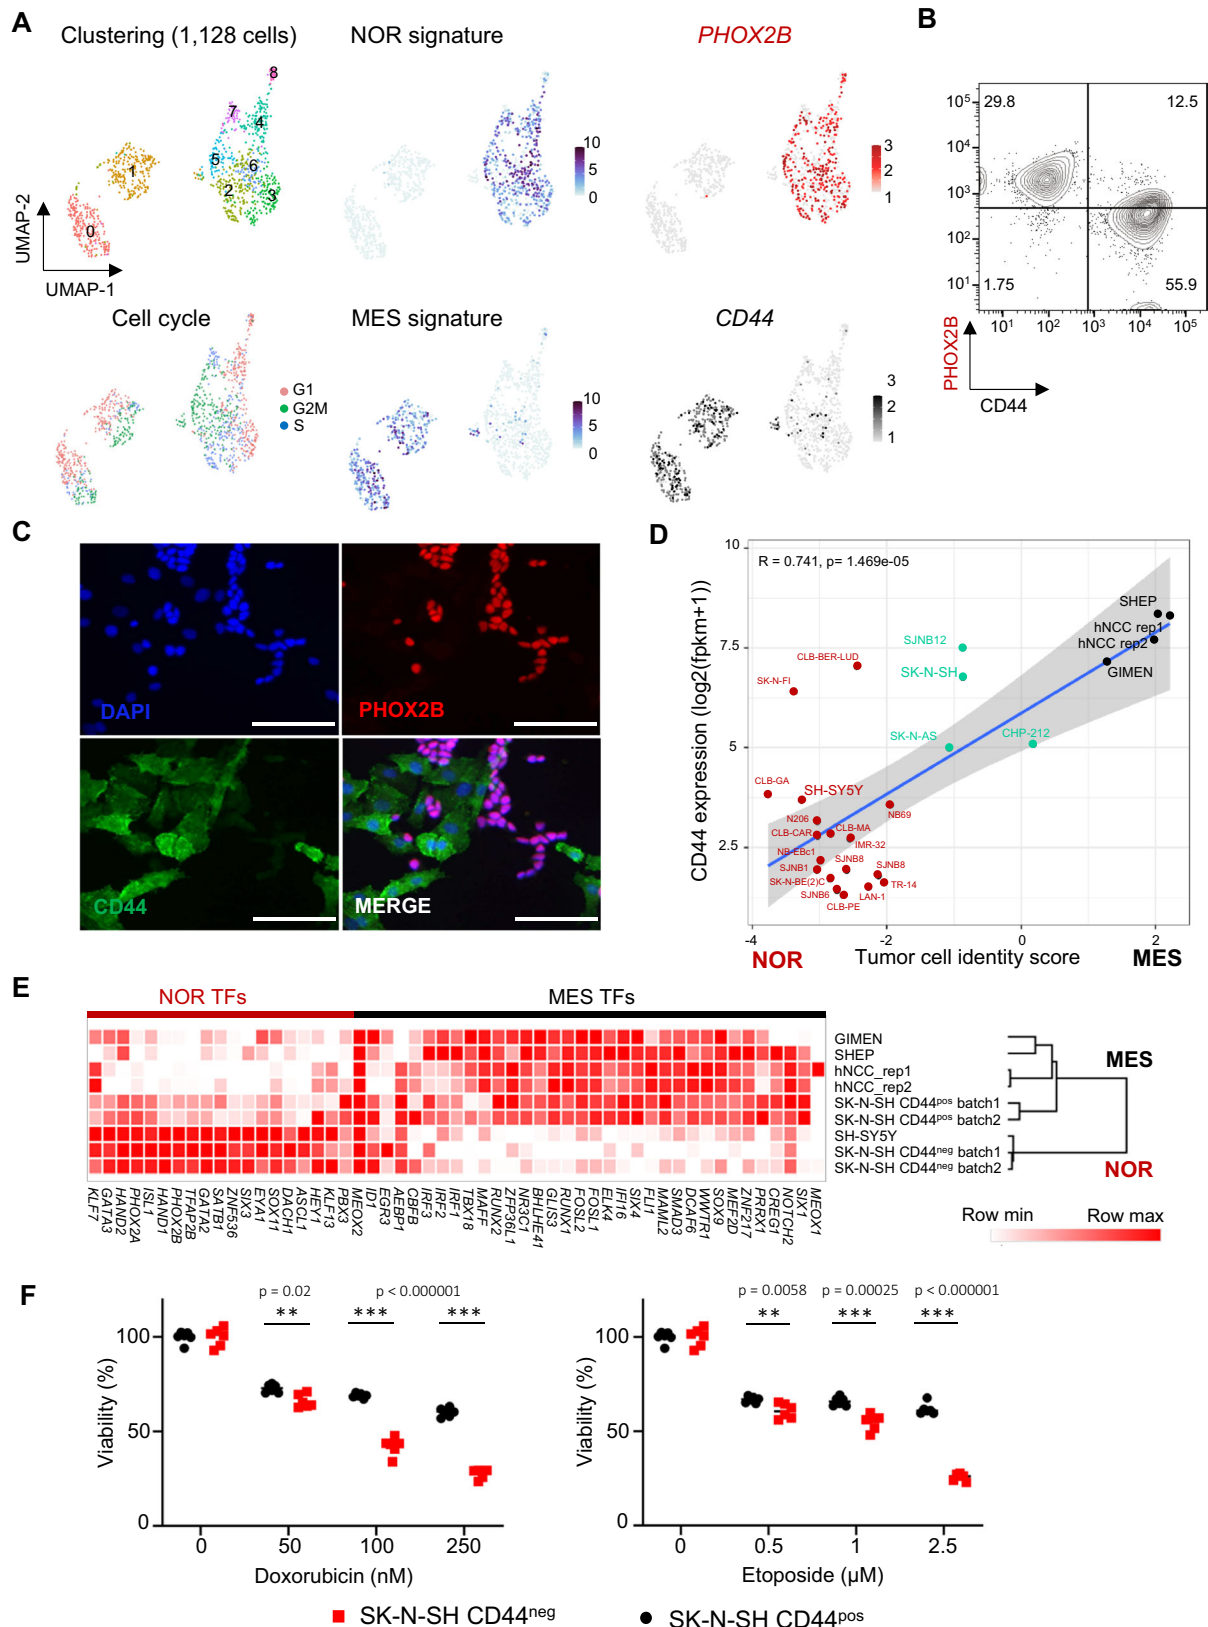 A
Clustering (1,128 cells)
NOR signature
PHOX2B
8
7
4
5
6
1
2
3
0
UMAP-2
UMAP-1
10
5
0
3
2
1
Cell cycle
MES signature
CD44
G1
G2M
S
10
5
0
3
2
1
B
29.8
12.5
1.75
55.9
10⁵
10⁴
10³
10²
10¹
10¹ 10² 10³ 10⁴ 10⁵
PHOX2B
CD44
C
DAPI
PHOX2B
CD44
MERGE
D
R = 0.741, p= 1.469e-05
10
7.5
5
2.5
CD44 expression (log2(fpkm+1))
SHEP
hNCC rep1
hNCC rep2
GIMEN
SJNB12
SK-N-SH
CLB-BER-LUD
SK-N-FI
SK-N-AS
CHP-212
CLB-GA
SH-SY5Y
NB69
N206
CLB-CAR
CLB-MA
IMR-32
NB-EBc1
SJNB1
SJNB8
SJNB8
SK-N-BE(2)C
TR-14
SJNB6
LAN-1
CLB-PE
-4 -2 0 2
NOR
Tumor cell identity score
MES
E
NOR TFs
MES TFs
GIMEN
SHEP
hNCC_rep1
hNCC_rep2
SK-N-SH CD44ᵖᵒˢ batch1
SK-N-SH CD44ᵖᵒˢ batch2
SH-SY5Y
SK-N-SH CD44ⁿᵉᵍ batch1
SK-N-SH CD44ⁿᵉᵍ batch2
MES
NOR
KLF7
GATA3
HAND2
PHOX2A
ISL1
HAND1
PHOX2B
TFAP2B
GATA2
SATB1
ZNF536
SIX3
EYA1
SOX11
DACH1
ASCL1
HEY1
KLF13
PBX3
MEOX2
ID1
EGR3
AEBP1
CBFB
IRF3
IRF2
IRF1
TBX18
MAFF
RUNX2
ZFP36L1
NR3C1
BHLHE41
GLIS3
RUNX1
FOSL2
FOSL1
ELK4
IFI16
SIX4
FLI1
MAML2
SMAD3
DCAF6
WWTR1
SOX9
MEF2D
ZNF217
PRRX1
CREG1
NOTCH2
SIX1
MEOX1
Row min
Row max
F
p = 0.02
p < 0.000001
** *** ***
Viability (%)
100
50
0
0 50 100 250
Doxorubicin (nM)
p = 0.0058
p = 0.00025
p < 0.000001
** *** ***
Viability (%)
100
50
0
0 0.5 1 2.5
Etoposide (µM)
SK-N-SH CD44ⁿᵉᵍ
SK-N-SH CD44ᵖᵒˢ